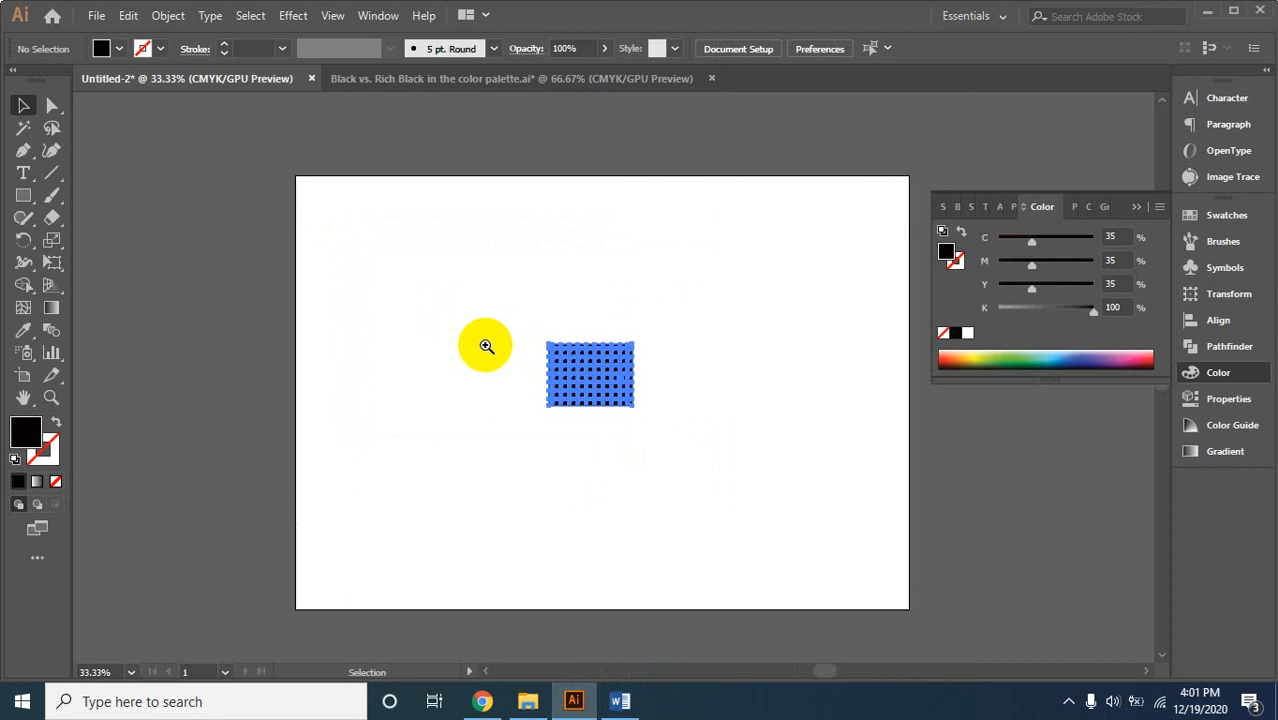 Ai File Edit Object Type Select Effect View Window Help Essentials Search Adobe Stock
No Selection Stroke: 5 pt. Round Opacity: 100% Style: Document Setup Preferences
Untitled-2* @ 33.33% (CMYK/GPU Preview) × Black vs. Rich Black in the color palette.ai* @ 66.67% (CMYK/GPU Preview) ×
Character
Paragraph
OpenType
Image Trace
S B S T A P Color P C Gr
C 35 %
M 35 %
Y 35 %
K 100 %
Swatches
Brushes
Symbols
Transform
Align
Pathfinder
Color
Properties
Color Guide
Gradient
33.33% 1 Selection
Type here to search
Ai
4:01 PM
12/19/2020
3